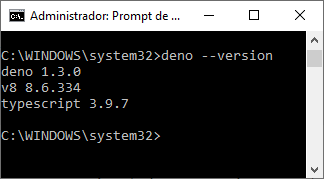 Administrador: Prompt de ...
C:\WINDOWS\system32>deno --version
deno 1.3.0
v8 8.6.334
typescript 3.9.7
C:\WINDOWS\system32>